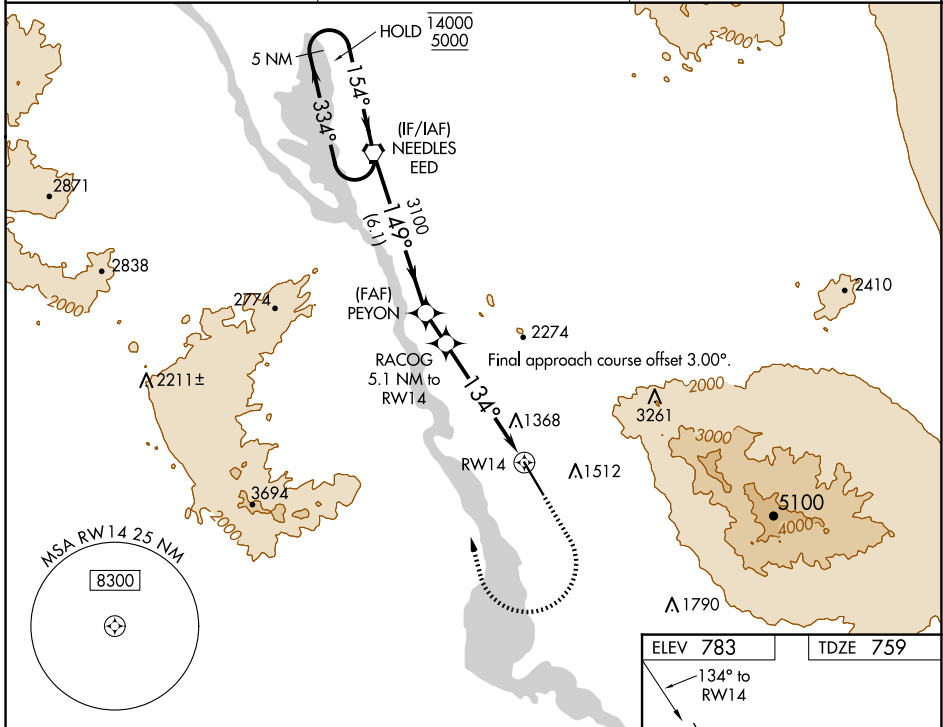 HOLD
14000
5000
2000
5 NM
154°
334°
(IF/IAF)
NEEDLES
EED
2871
3100
149°
(6.1)
2838
2000
2774
2410
(FAF)
PEYON
2274
RACOG
5.1 NM to
RW14
Final approach course offset 3.00°.
2211±
134°
2000
3261
1368
3000
RW14
1512
3694
2000
5100
4000
MSA RW14 25 NM
8300
1790
ELEV 783
TDZE 759
134° to
RW14